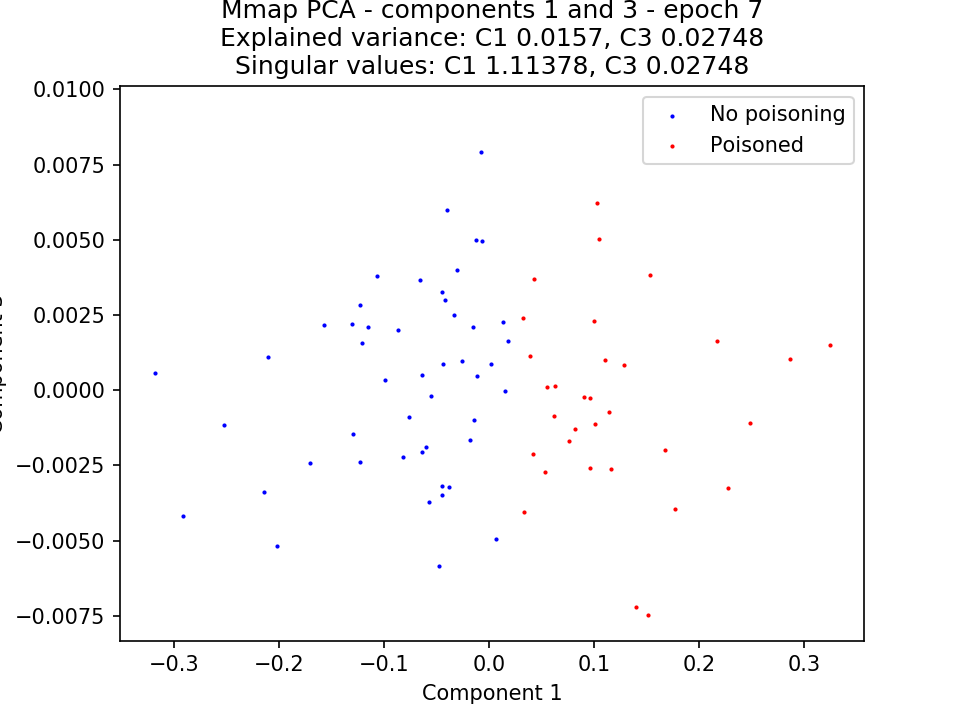 Mmap PCA - components 1 and 3 - epoch 7
Explained variance: C1 0.0157, C3 0.02748
Singular values: C1 1.11378, C3 0.02748
0.0100
0.0075
0.0050
0.0025
0.0000
−0.0025
−0.0050
−0.0075
No poisoning
Poisoned
−0.3
−0.2
−0.1
0.0
0.1
0.2
0.3
Component 1